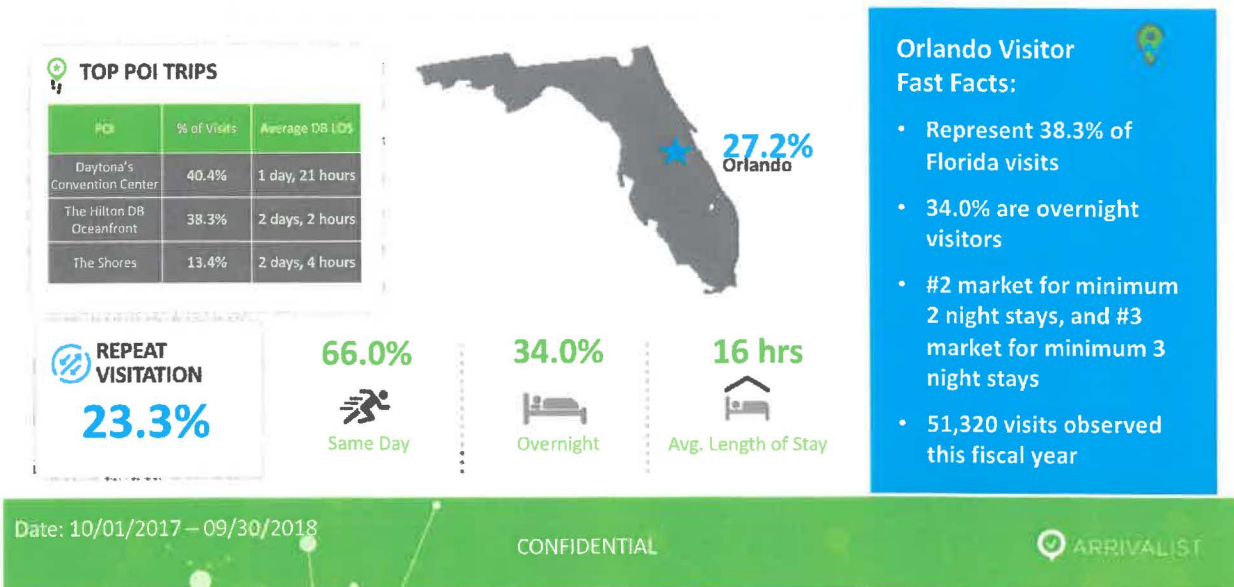 TOP POI TRIPS
POI % of Visits Average DB LOS
Daytona's
Convention Center
40.4% 1 day, 21 hours
The Hilton DB
Oceanfront
38.3% 2 days, 2 hours
The Shores 13.4% 2 days, 4 hours
27.2%
Orlando
REPEAT
VISITATION
23.3%
66.0%
Same Day
34.0%
Overnight
16 hrs
Avg. Length of Stay
Orlando Visitor
Fast Facts:
• Represent 38.3% of
Florida visits
• 34.0% are overnight
visitors
• #2 market for minimum
2 night stays, and #3
market for minimum 3
night stays
• 51,320 visits observed
this fiscal year
Date: 10/01/2017 – 09/30/2018
CONFIDENTIAL
ARRIVALIST